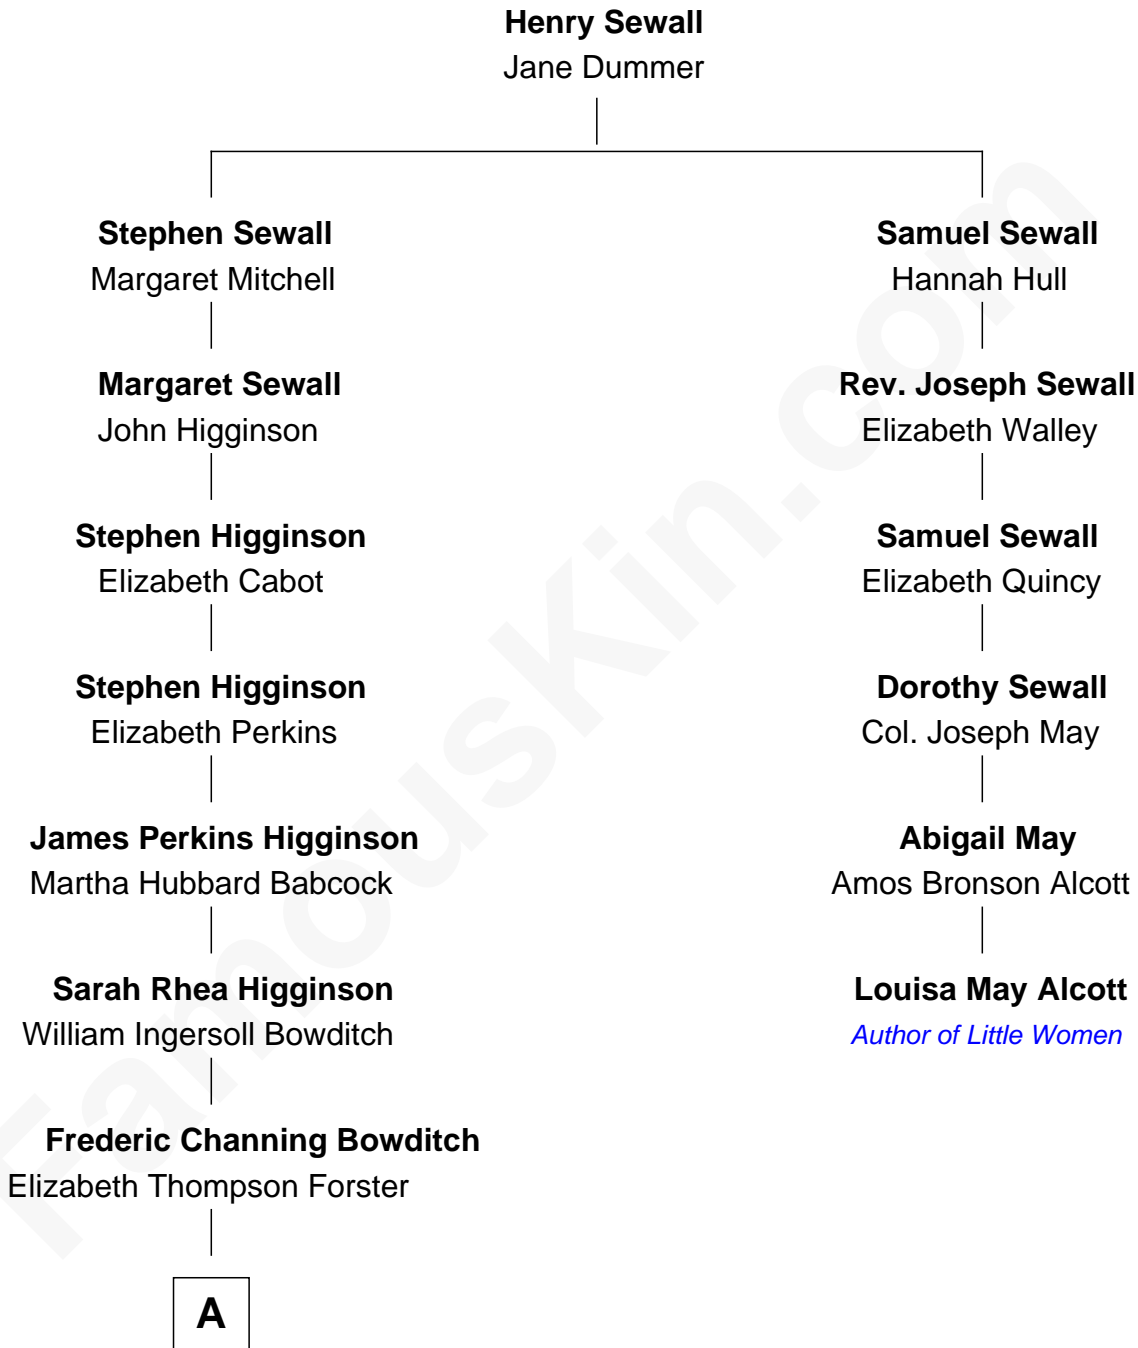 Henry Sewall
Jane Dummer
Stephen Sewall
Margaret Mitchell
Samuel Sewall
Hannah Hull
Margaret Sewall
John Higginson
Rev. Joseph Sewall
Elizabeth Walley
Stephen Higginson
Elizabeth Cabot
Samuel Sewall
Elizabeth Quincy
Stephen Higginson
Elizabeth Perkins
Dorothy Sewall
Col. Joseph May
James Perkins Higginson
Martha Hubbard Babcock
Abigail May
Amos Bronson Alcott
Sarah Rhea Higginson
William Ingersoll Bowditch
Louisa May Alcott
Author of Little Women
Frederic Channing Bowditch
Elizabeth Thompson Forster
A
FamousKin.com